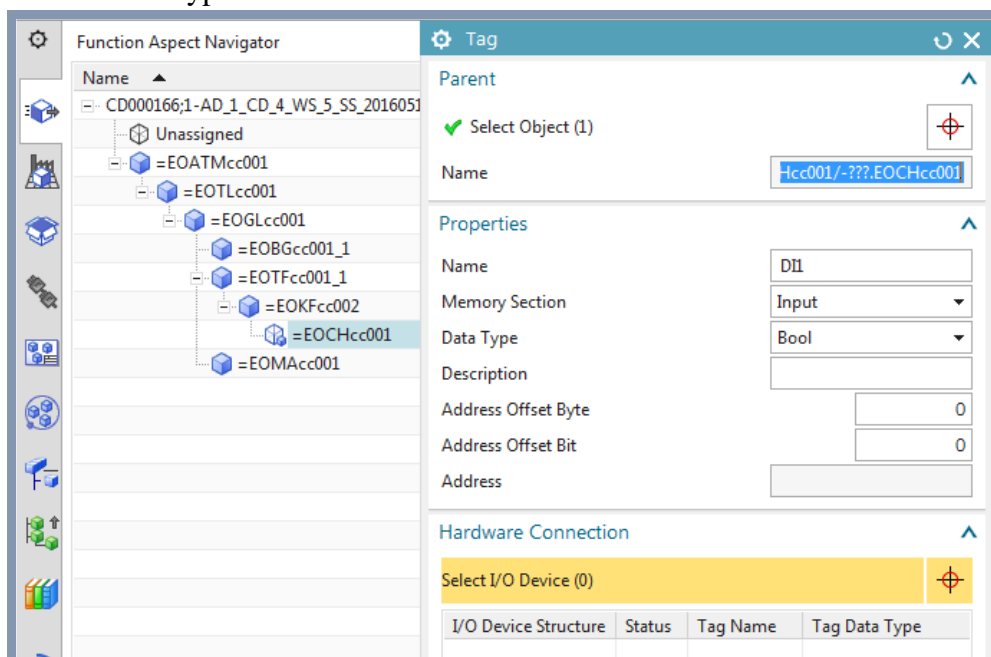 Function Aspect Navigator
Name
CD000166;1-AD_1_CD_4_WS_5_SS_2016051
Unassigned
=EOATMcc001
=EOTLcc001
=EOGLcc001
=EOBGcc001_1
=EOTFcc001_1
=EOKFcc002
=EOCHcc001
=EOMAcc001
Tag
Parent
Select Object (1)
Name Hcc001/-???.EOCHcc001
Properties
Name DI1
Memory Section Input
Data Type Bool
Description
Address Offset Byte 0
Address Offset Bit 0
Address
Hardware Connection
Select I/O Device (0)
I/O Device Structure Status Tag Name Tag Data Type